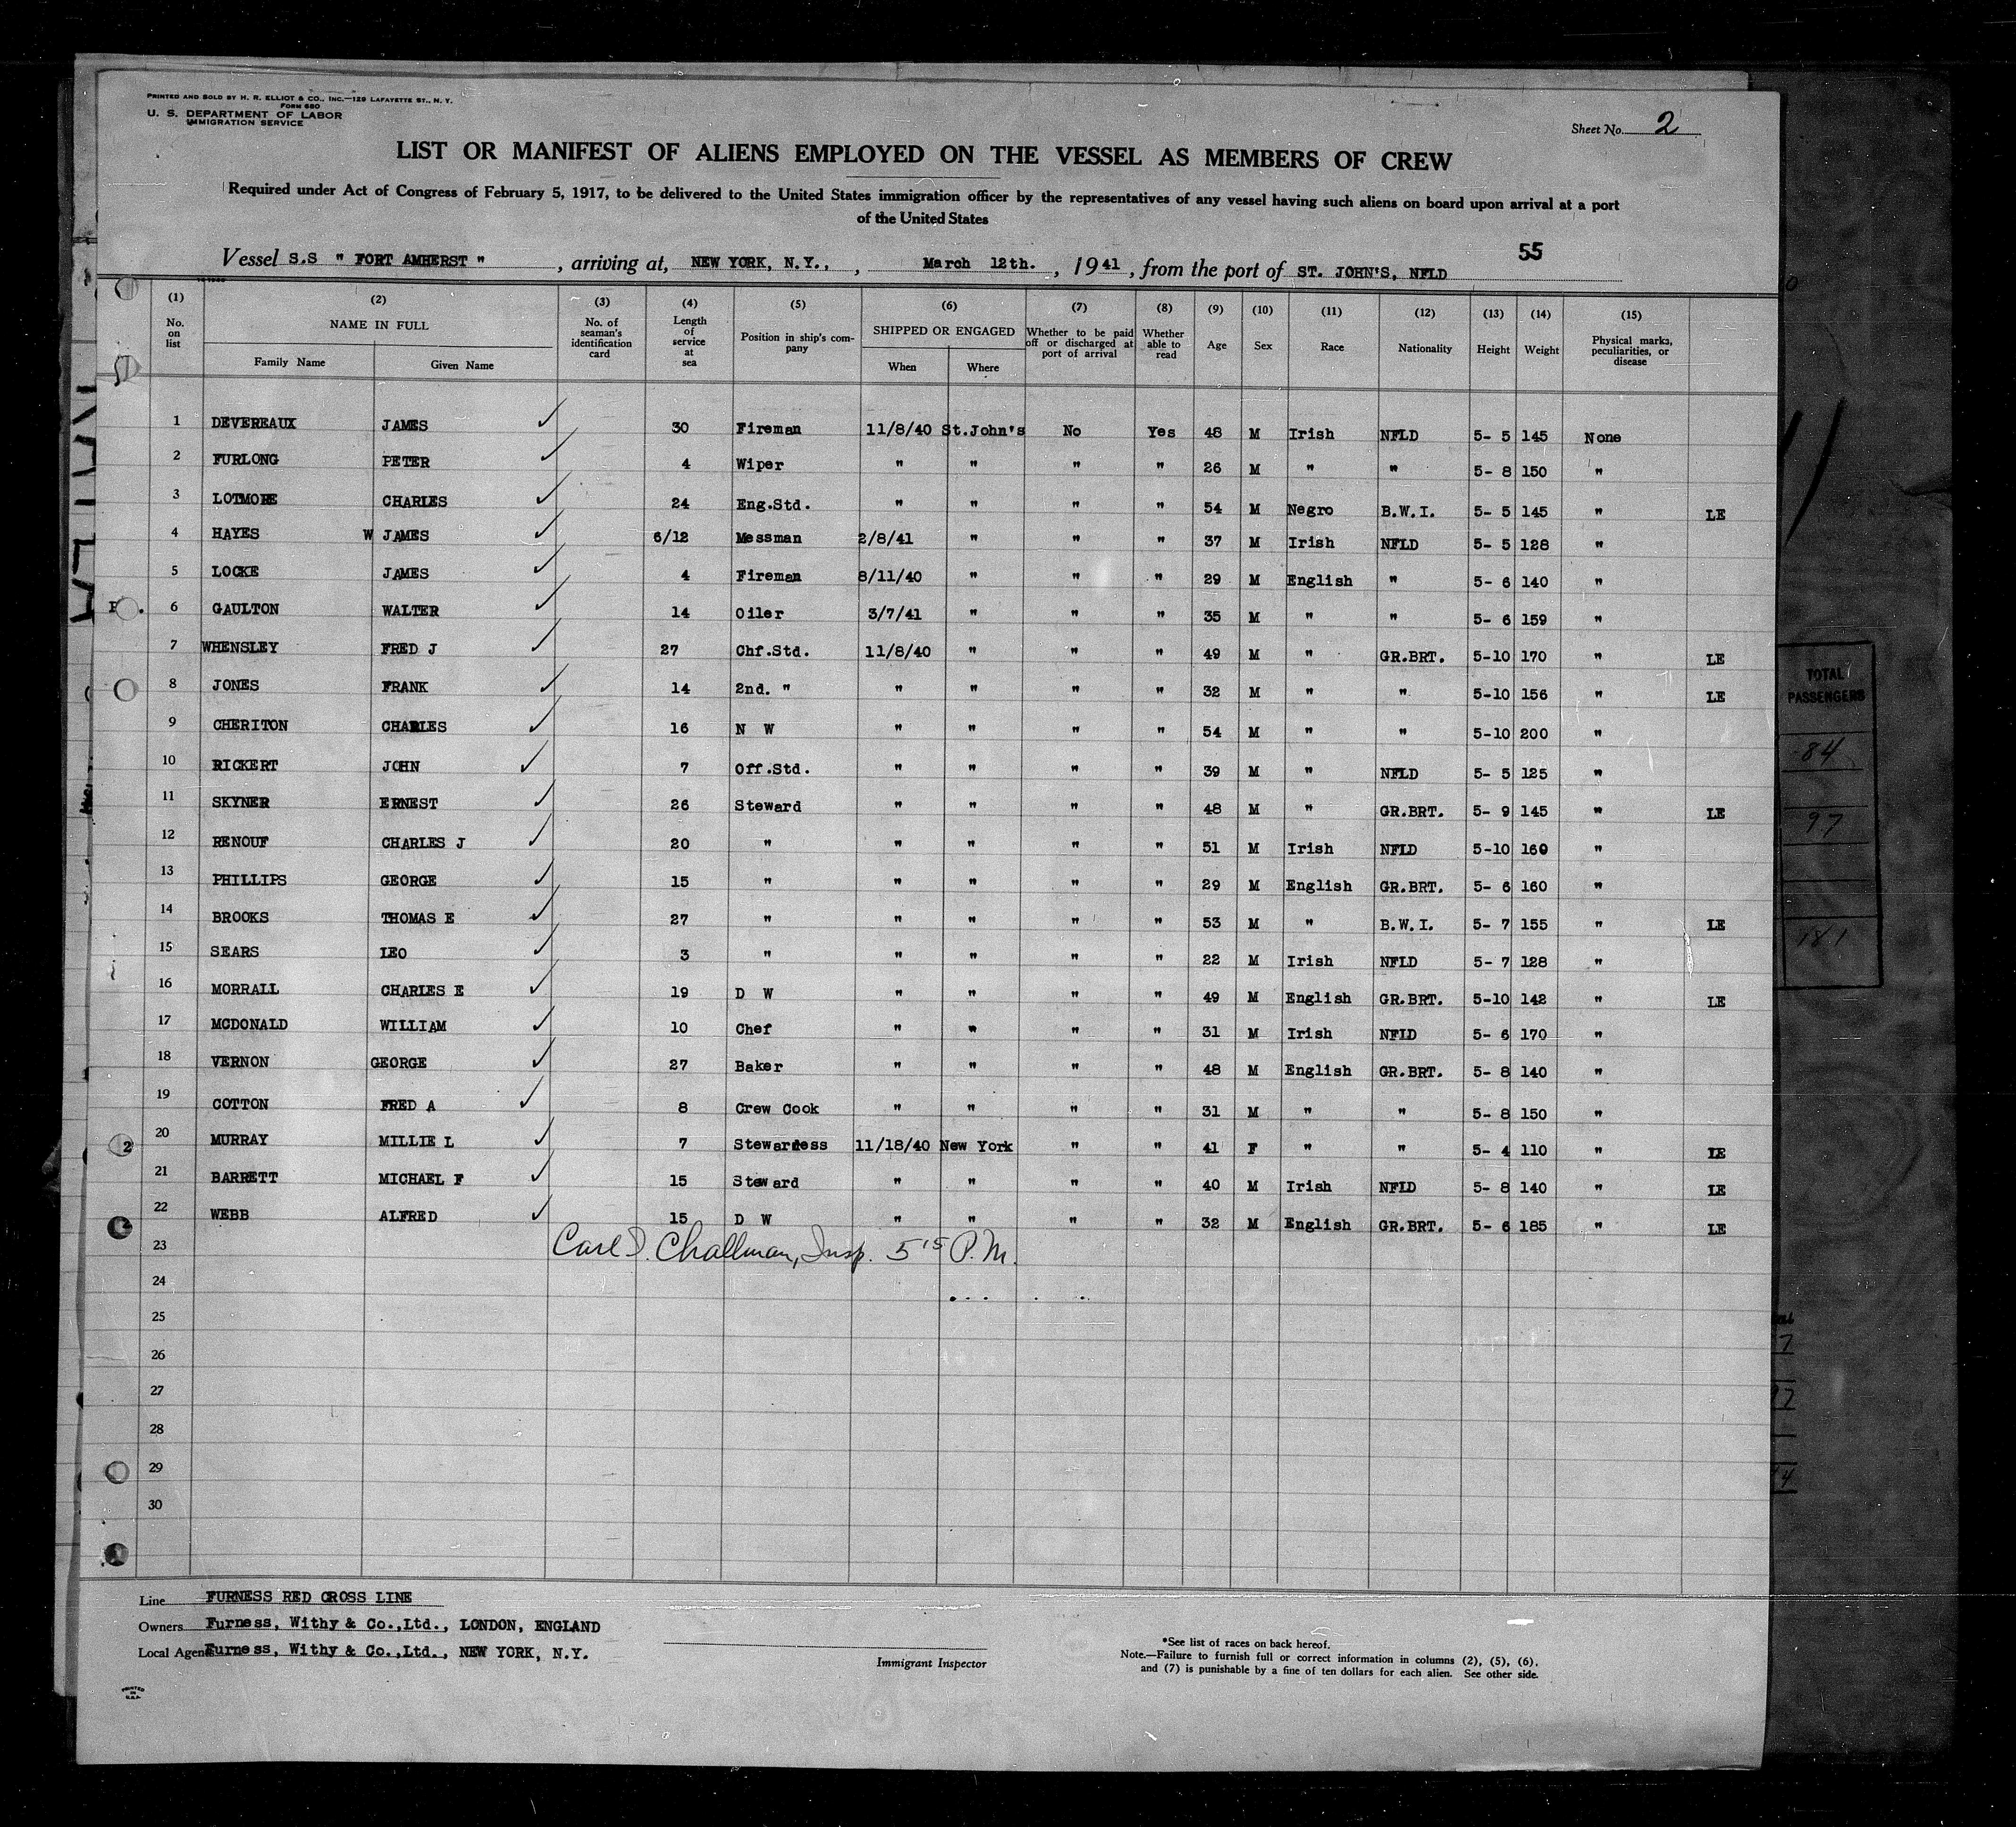 PRINTED AND SOLD BY H. R. ELLIOT & CO., INC.—129 LAFAYETTE ST., N. Y.
FORM 680
U. S. DEPARTMENT OF LABOR
IMMIGRATION SERVICE
Sheet No. 2
LIST OR MANIFEST OF ALIENS EMPLOYED ON THE VESSEL AS MEMBERS OF CREW
Required under Act of Congress of February 5, 1917, to be delivered to the United States immigration officer by the representatives of any vessel having such aliens on board upon arrival at a port
of the United States
55
Vessel S.S " FORT AMHERST " , arriving at, NEW YORK, N.Y., , March 12th. , 1941, from the port of ST. JOHN'S, NFLD
(1) (2) (3) (4) (5) (6) (7) (8) (9) (10) (11) (12) (13) (14) (15)
No. on list NAME IN FULL No. of seaman's identification card Length of service at sea Position in ship's company SHIPPED OR ENGAGED Whether to be paid off or discharged at port of arrival Whether able to read Age Sex Race Nationality Height Weight Physical marks, peculiarities, or disease
Family Name Given Name When Where
1 DEVEREAUX JAMES 30 Fireman 11/8/40 St.John's No Yes 48 M Irish NFLD 5- 5 145 None
2 FURLONG PETER 4 Wiper " " " " 26 M " " 5- 8 150 "
3 LOTMORE CHARLES 24 Eng.Std. " " " " 54 M Negro B.W.I. 5- 5 145 " LE
4 HAYES W JAMES 6/12 Messman 2/8/41 " " " 37 M Irish NFLD 5- 5 128 "
5 LOCKE JAMES 4 Fireman 8/11/40 " " " 29 M English " 5- 6 140 "
6 GAULTON WALTER 14 Oiler 3/7/41 " " " 35 M " " 5- 6 159 "
7 WHENSLEY FRED J 27 Chf.Std. 11/8/40 " " " 49 M " GR.BRT. 5-10 170 " LE
8 JONES FRANK 14 2nd. " " " " " 32 M " " 5-10 156 " LE
9 CHERITON CHARLES 16 N W " " " " 54 M " " 5-10 200 "
10 RICKERT JOHN 7 Off.Std. " " " " 39 M " NFLD 5- 5 125 "
11 SKYNER ERNEST 26 Steward " " " " 48 M " GR.BRT. 5- 9 145 " LE
12 RENOUF CHARLES J 20 " " " " " 51 M Irish NFLD 5-10 160 "
13 PHILLIPS GEORGE 15 " " " " " 29 M English GR.BRT. 5- 6 160 "
14 BROOKS THOMAS E 27 " " " " " 53 M " B.W.I. 5- 7 155 " LE
15 SEARS LEO 3 " " " " " 22 M Irish NFLD 5- 7 128 "
16 MORRALL CHARLES E 19 D W " " " " 49 M English GR.BRT. 5-10 142 " LE
17 MCDONALD WILLIAM 10 Chef " " " " 31 M Irish NFLD 5- 6 170 "
18 VERNON GEORGE 27 Baker " " " " 48 M English GR.BRT. 5- 8 140 "
19 COTTON FRED A 8 Crew Cook " " " " 31 M " " 5- 8 150 "
20 MURRAY MILLIE L 7 Stewardess 11/18/40 New York " " 41 F " " 5- 4 110 " LE
21 BARRETT MICHAEL F 15 Steward " " " " 40 M Irish NFLD 5- 8 140 " LE
22 WEBB ALFRED 15 D W " " " " 32 M English GR.BRT. 5- 6 185 " LE
23 Carl Challman, Insp. 5 15 P.M.
24
25
26
27
28
29
30
Line FURNESS RED CROSS LINE
Owners Furness, Withy & Co.,Ltd., LONDON, ENGLAND
Local Agents Furness, Withy & Co.,Ltd., NEW YORK, N.Y.
Immigrant Inspector
*See list of races on back hereof.
Note.—Failure to furnish full or correct information in columns (2), (5), (6),
and (7) is punishable by a fine of ten dollars for each alien. See other side.
PRINTED
IN
U.S.A.
TOTAL
PASSENGERS
84
97
181